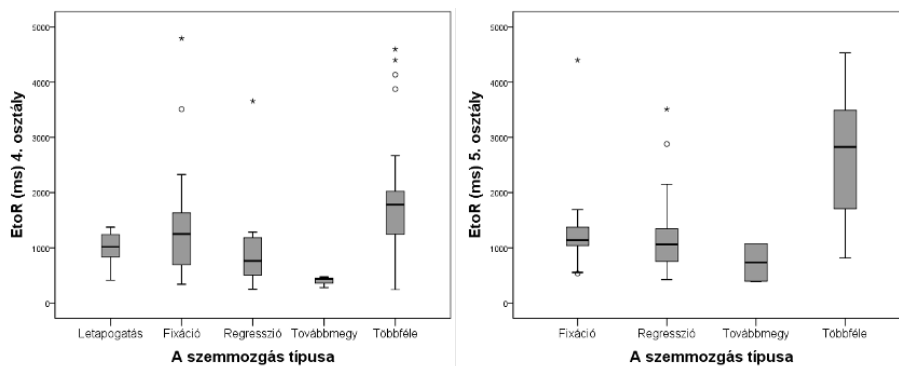 EtoR (ms) 4. osztály
5000
4000
3000
2000
1000
0
Letapogatás Fixáció Regresszió Továbbmegy Többféle
A szemmozgás típusa
EtoR (ms) 5. osztály
5000
4000
3000
2000
1000
0
Fixáció Regresszió Továbbmegy Többféle
A szemmozgás típusa